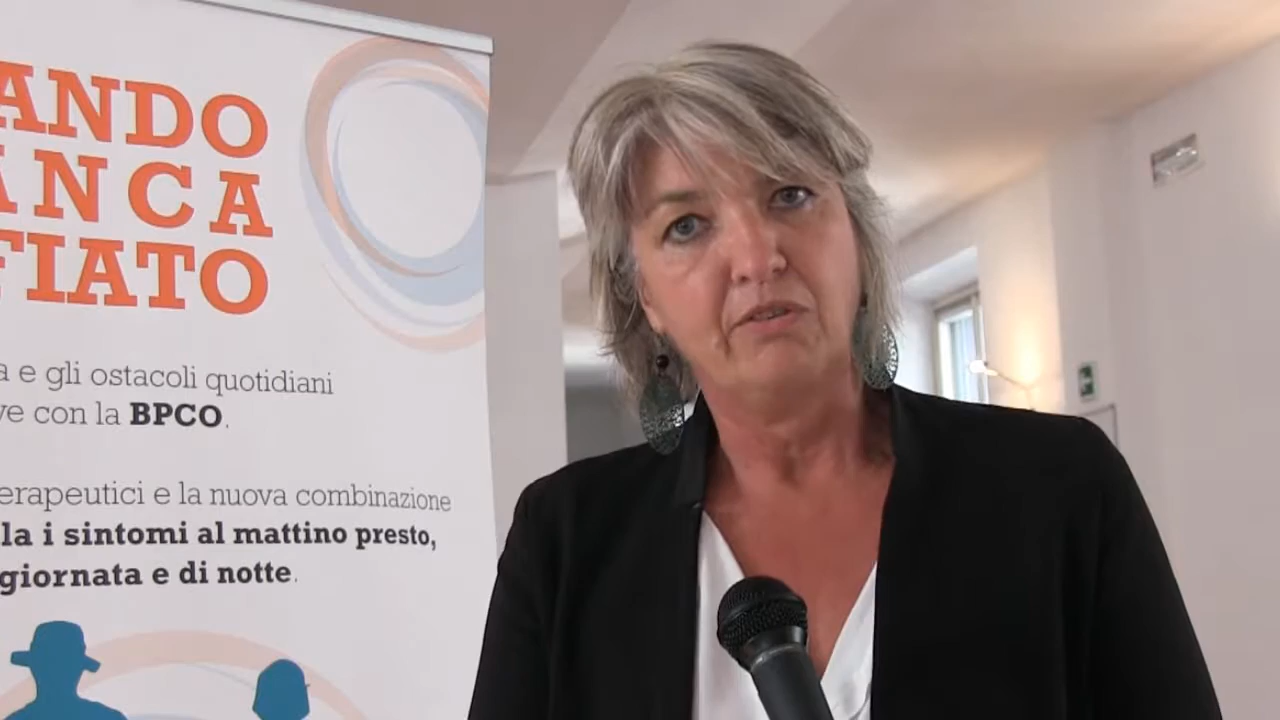 ANDO
ANCA
FIATO
a e gli ostacoli quotidiani
ve con la BPCO.
erapeutici e la nuova combinazione
la i sintomi al mattino presto,
giornata e di notte.